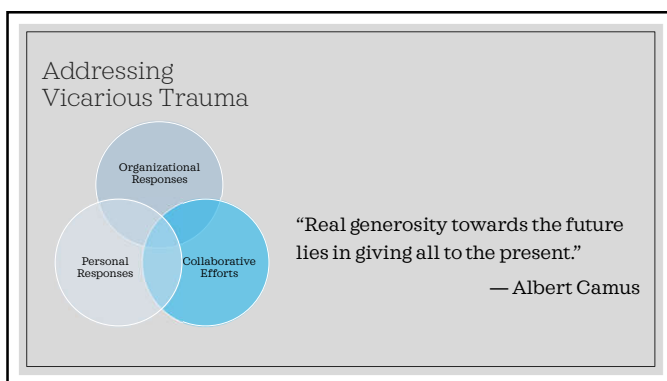 Addressing
Vicarious Trauma
Organizational
Responses
Personal
Responses
Collaborative
Efforts
“Real generosity towards the future
lies in giving all to the present.”
— Albert Camus